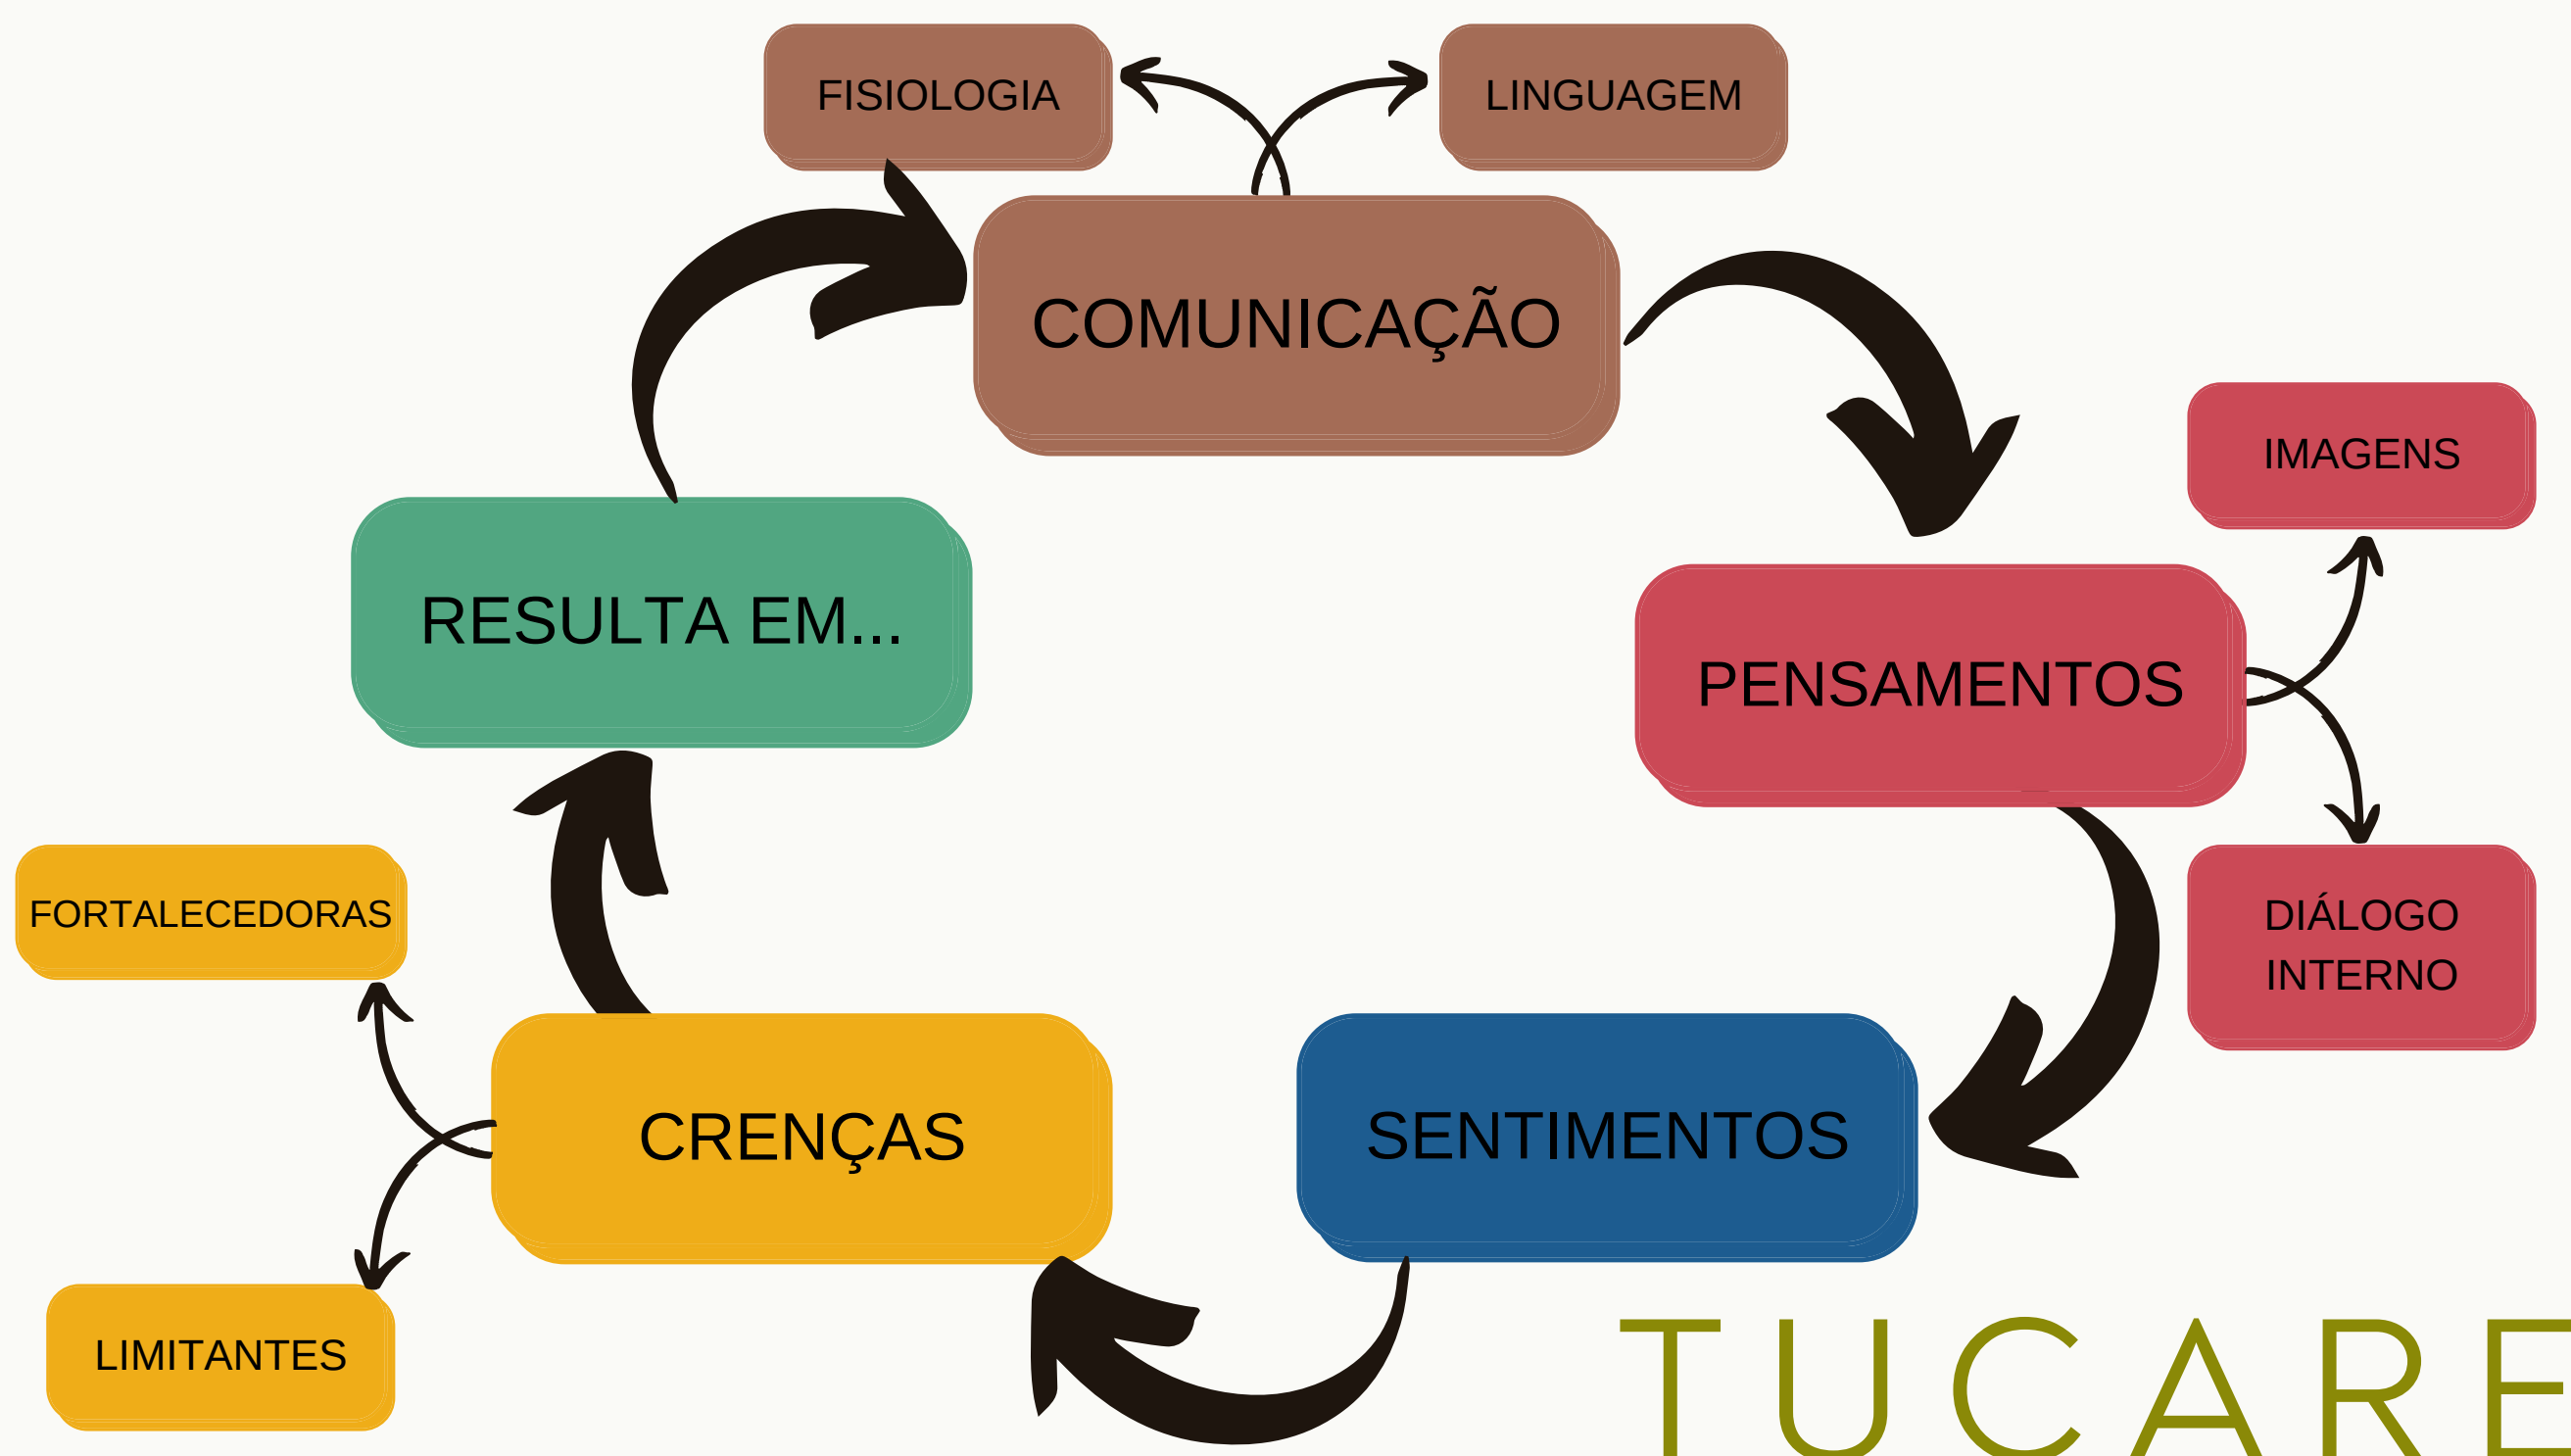 FISIOLOGIA
LINGUAGEM
COMUNICAÇÃO
IMAGENS
RESULTA EM...
PENSAMENTOS
FORTALECEDORAS
DIÁLOGO
INTERNO
CRENÇAS
SENTIMENTOS
LIMITANTES
TUCARE